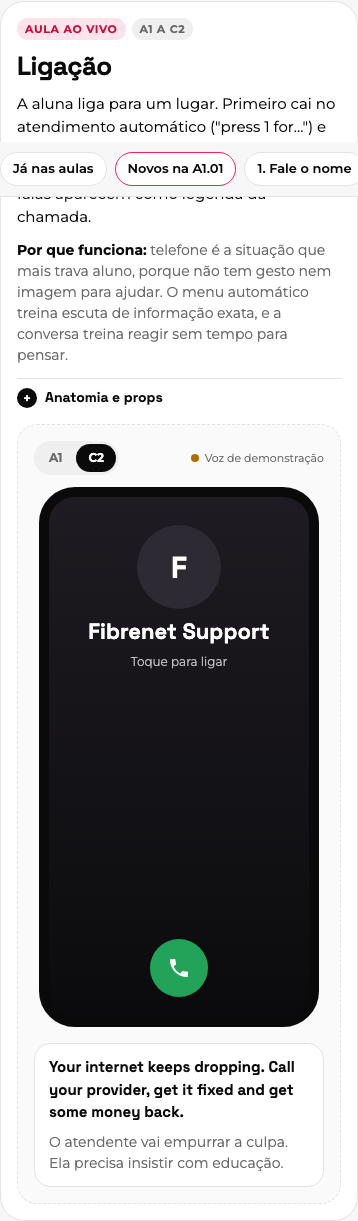 AULA AO VIVO
A1 A C2
Ligação
A aluna liga para um lugar. Primeiro cai no
atendimento automático ("press 1 for...") e
Já nas aulas
Novos na A1.01
1. Fale o nome
chamada.
Por que funciona: telefone é a situação que
mais trava aluno, porque não tem gesto nem
imagem para ajudar. O menu automático
treina escuta de informação exata, e a
conversa treina reagir sem tempo para
pensar.
+ Anatomia e props
A1
C2
Voz de demonstração
F
Fibrenet Support
Toque para ligar
Your internet keeps dropping. Call
your provider, get it fixed and get
some money back.
O atendente vai empurrar a culpa.
Ela precisa insistir com educação.